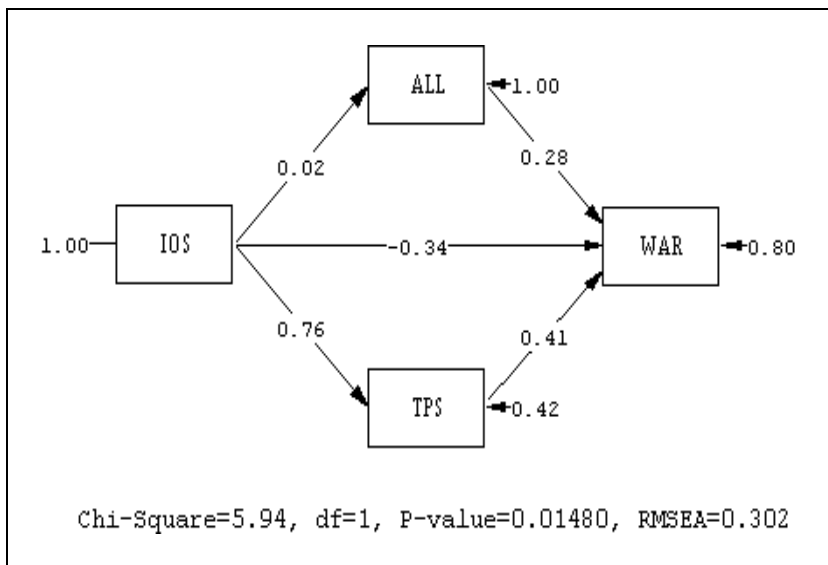 ALL
1.00
0.02
0.28
1.00
IOS
-0.34
WAR
0.80
0.76
0.41
TPS
0.42
Chi-Square=5.94, df=1, P-value=0.01480, RMSEA=0.302